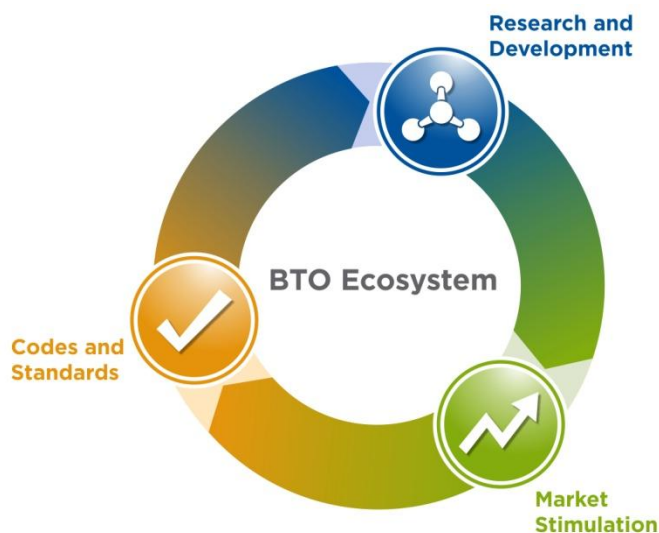 Research and
Development
BTO Ecosystem
Codes and
Standards
Market
Stimulation